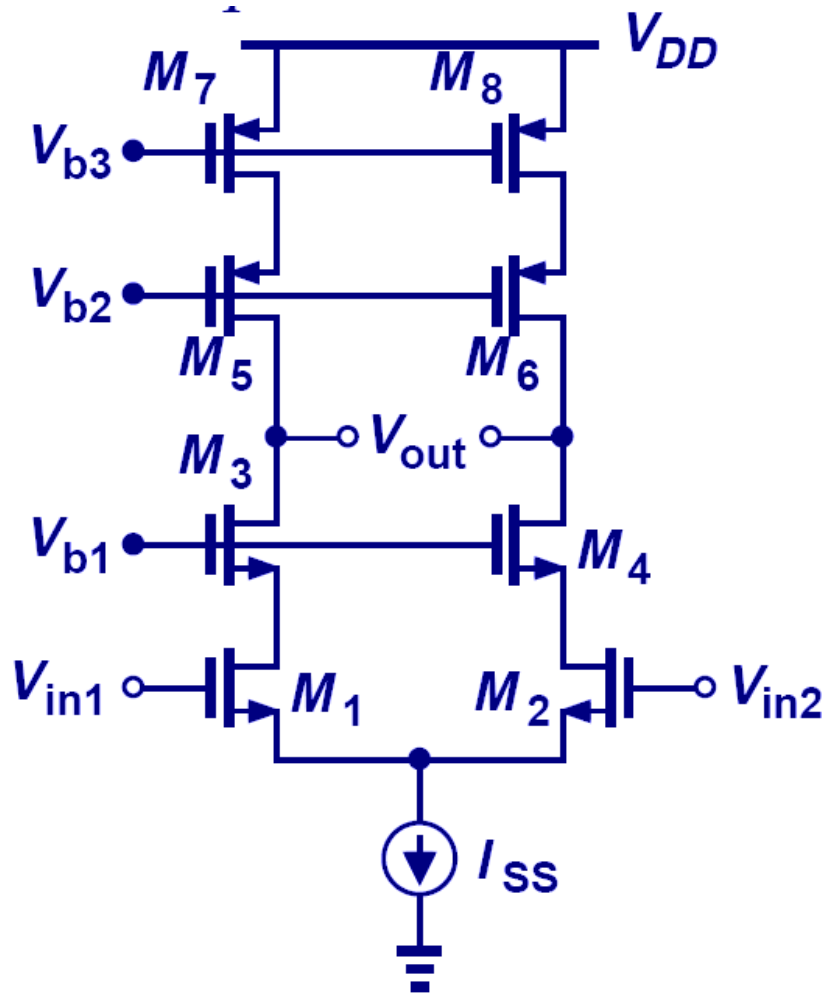 V_DD
M_7 M_8
V_b3
V_b2
M_5 M_6
V_out
M_3
V_b1
M_4
V_in1 M_1 M_2 V_in2
I_SS